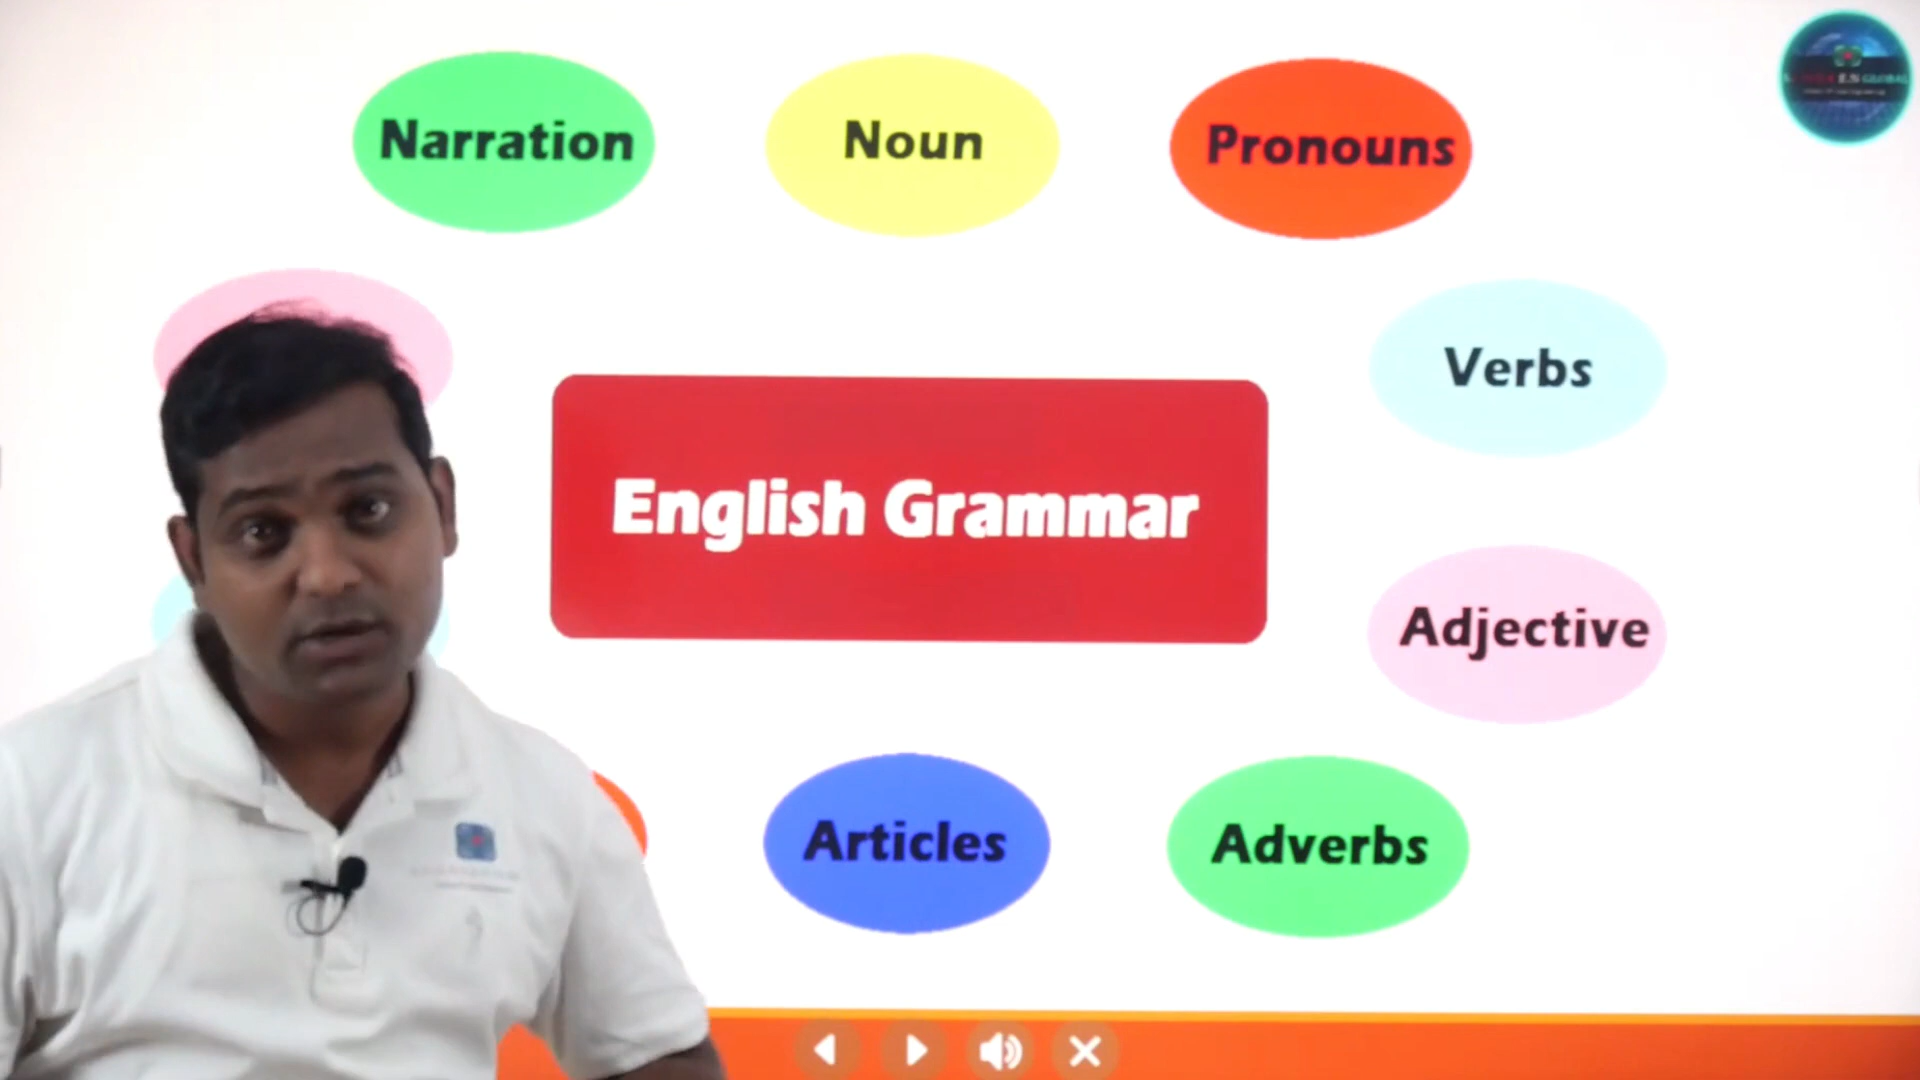 Narration
Noun
Pronouns
Verbs
English Grammar
Adjective
Articles
Adverbs